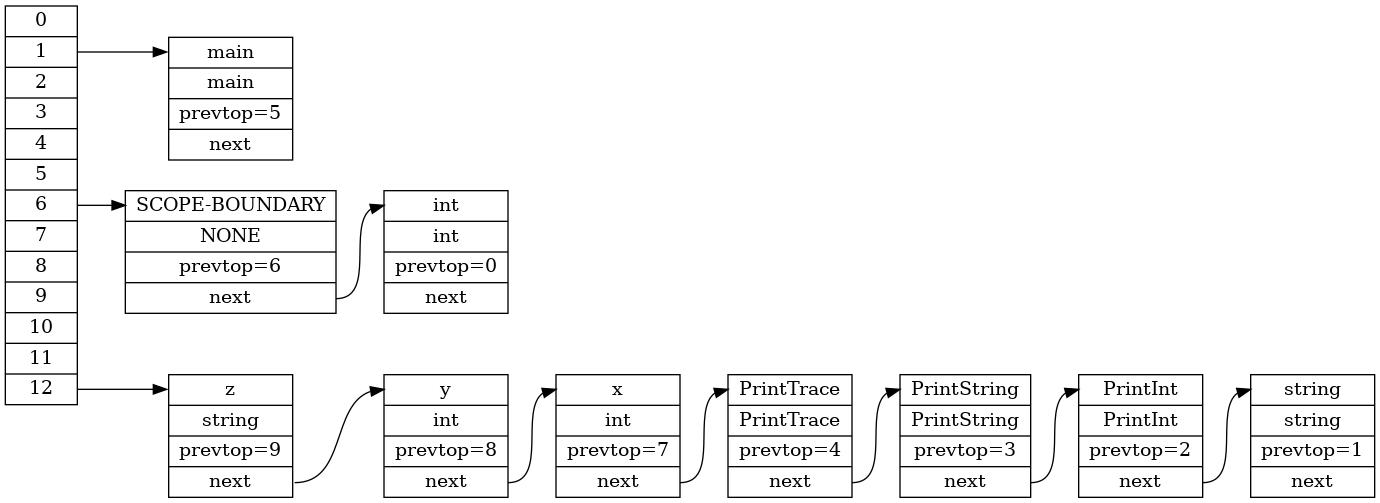 0
1
2
3
4
5
6
7
8
9
10
11
12
main
main
prevtop=5
next
SCOPE-BOUNDARY
NONE
prevtop=6
next
int
int
prevtop=0
next
z
string
prevtop=9
next
y
int
prevtop=8
next
x
int
prevtop=7
next
PrintTrace
PrintTrace
prevtop=4
next
PrintString
PrintString
prevtop=3
next
PrintInt
PrintInt
prevtop=2
next
string
string
prevtop=1
next